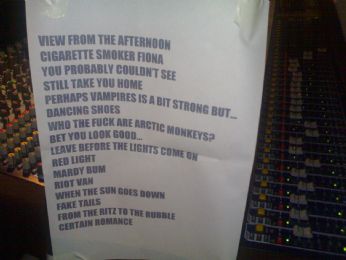 VIEW FROM THE AFTERNOON
CIGARETTE SMOKER FIONA
YOU PROBABLY COULDN'T SEE
STILL TAKE YOU HOME
PERHAPS VAMPIRES IS A BIT STRONG BUT...
DANCING SHOES
WHO THE FUCK ARE ARCTIC MONKEYS?
BET YOU LOOK GOOD...
LEAVE BEFORE THE LIGHTS COME ON
RED LIGHT
MARDY BUM
RIOT VAN
WHEN THE SUN GOES DOWN
FAKE TAILS
FROM THE RITZ TO THE RUBBLE
CERTAIN ROMANCE